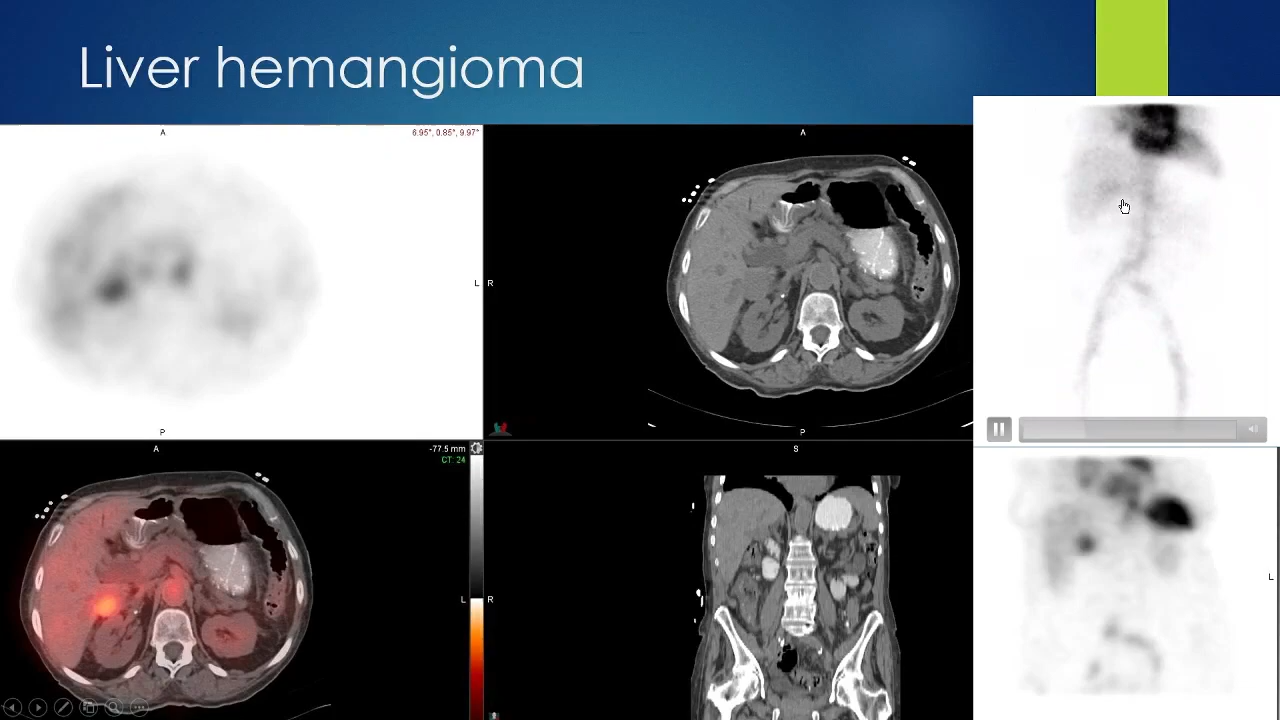 Liver hemangioma
A
6.95°, 0.85°, 9.97°
A
L
R
P
P
A
-77.5 mm
CT: 24
S
L
R
L